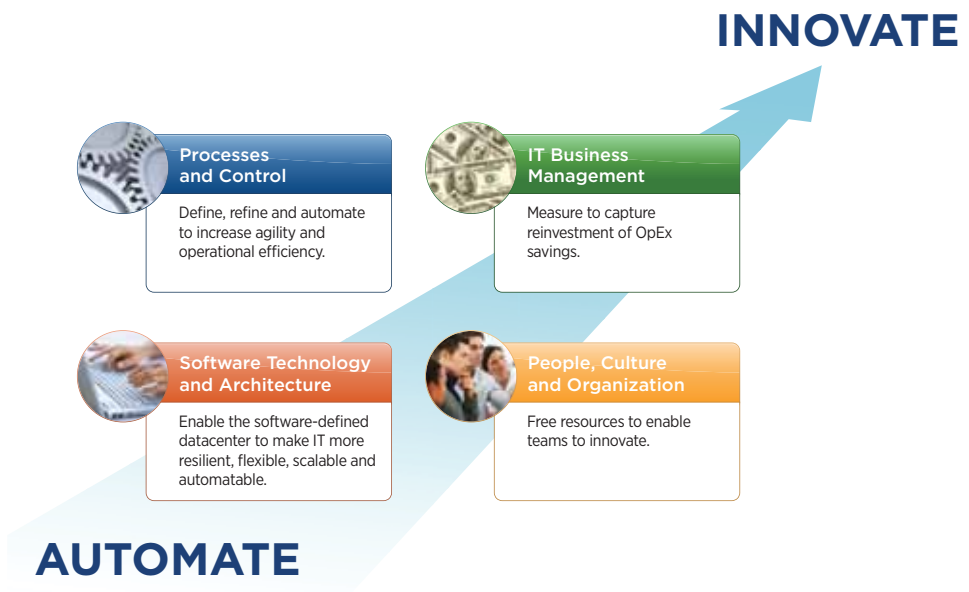 INNOVATE
Processes
and Control
Define, refine and automate
to increase agility and
operational efficiency.
IT Business
Management
Measure to capture
reinvestment of OpEx
savings.
Software Technology
and Architecture
Enable the software-defined
datacenter to make IT more
resilient, flexible, scalable and
automatable.
People, Culture
and Organization
Free resources to enable
teams to innovate.
AUTOMATE